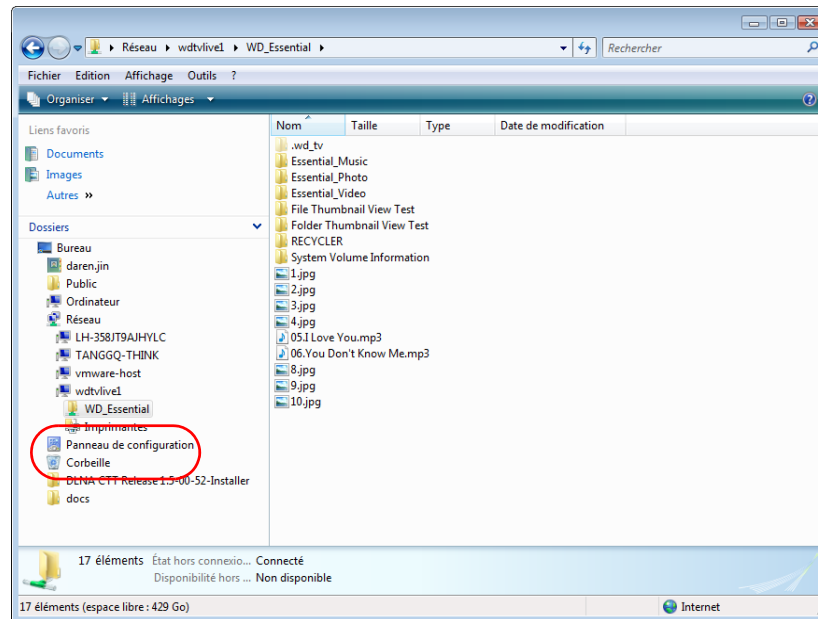 Réseau ▸ wdtvlive1 ▸ WD_Essential ▸
Rechercher
Fichier Edition Affichage Outils ?
Organiser Affichages
Liens favoris
Documents
Images
Autres »
Dossiers
Bureau
daren.jin
Public
Ordinateur
Réseau
LH-358JT9AJHYLC
TANGGQ-THINK
vmware-host
wdtvlive1
WD_Essential
Imprimantes
Panneau de configuration
Corbeille
DLNA CTT Release 1.5-00-52-Installer
docs
Nom Taille Type Date de modification
.wd_tv
Essential_Music
Essential_Photo
Essential_Video
File Thumbnail View Test
Folder Thumbnail View Test
RECYCLER
System Volume Information
1.jpg
2.jpg
3.jpg
4.jpg
05.I Love You.mp3
06.You Don't Know Me.mp3
8.jpg
9.jpg
10.jpg
17 éléments État hors connexio... Connecté
Disponibilité hors ... Non disponible
17 éléments (espace libre : 429 Go)
Internet